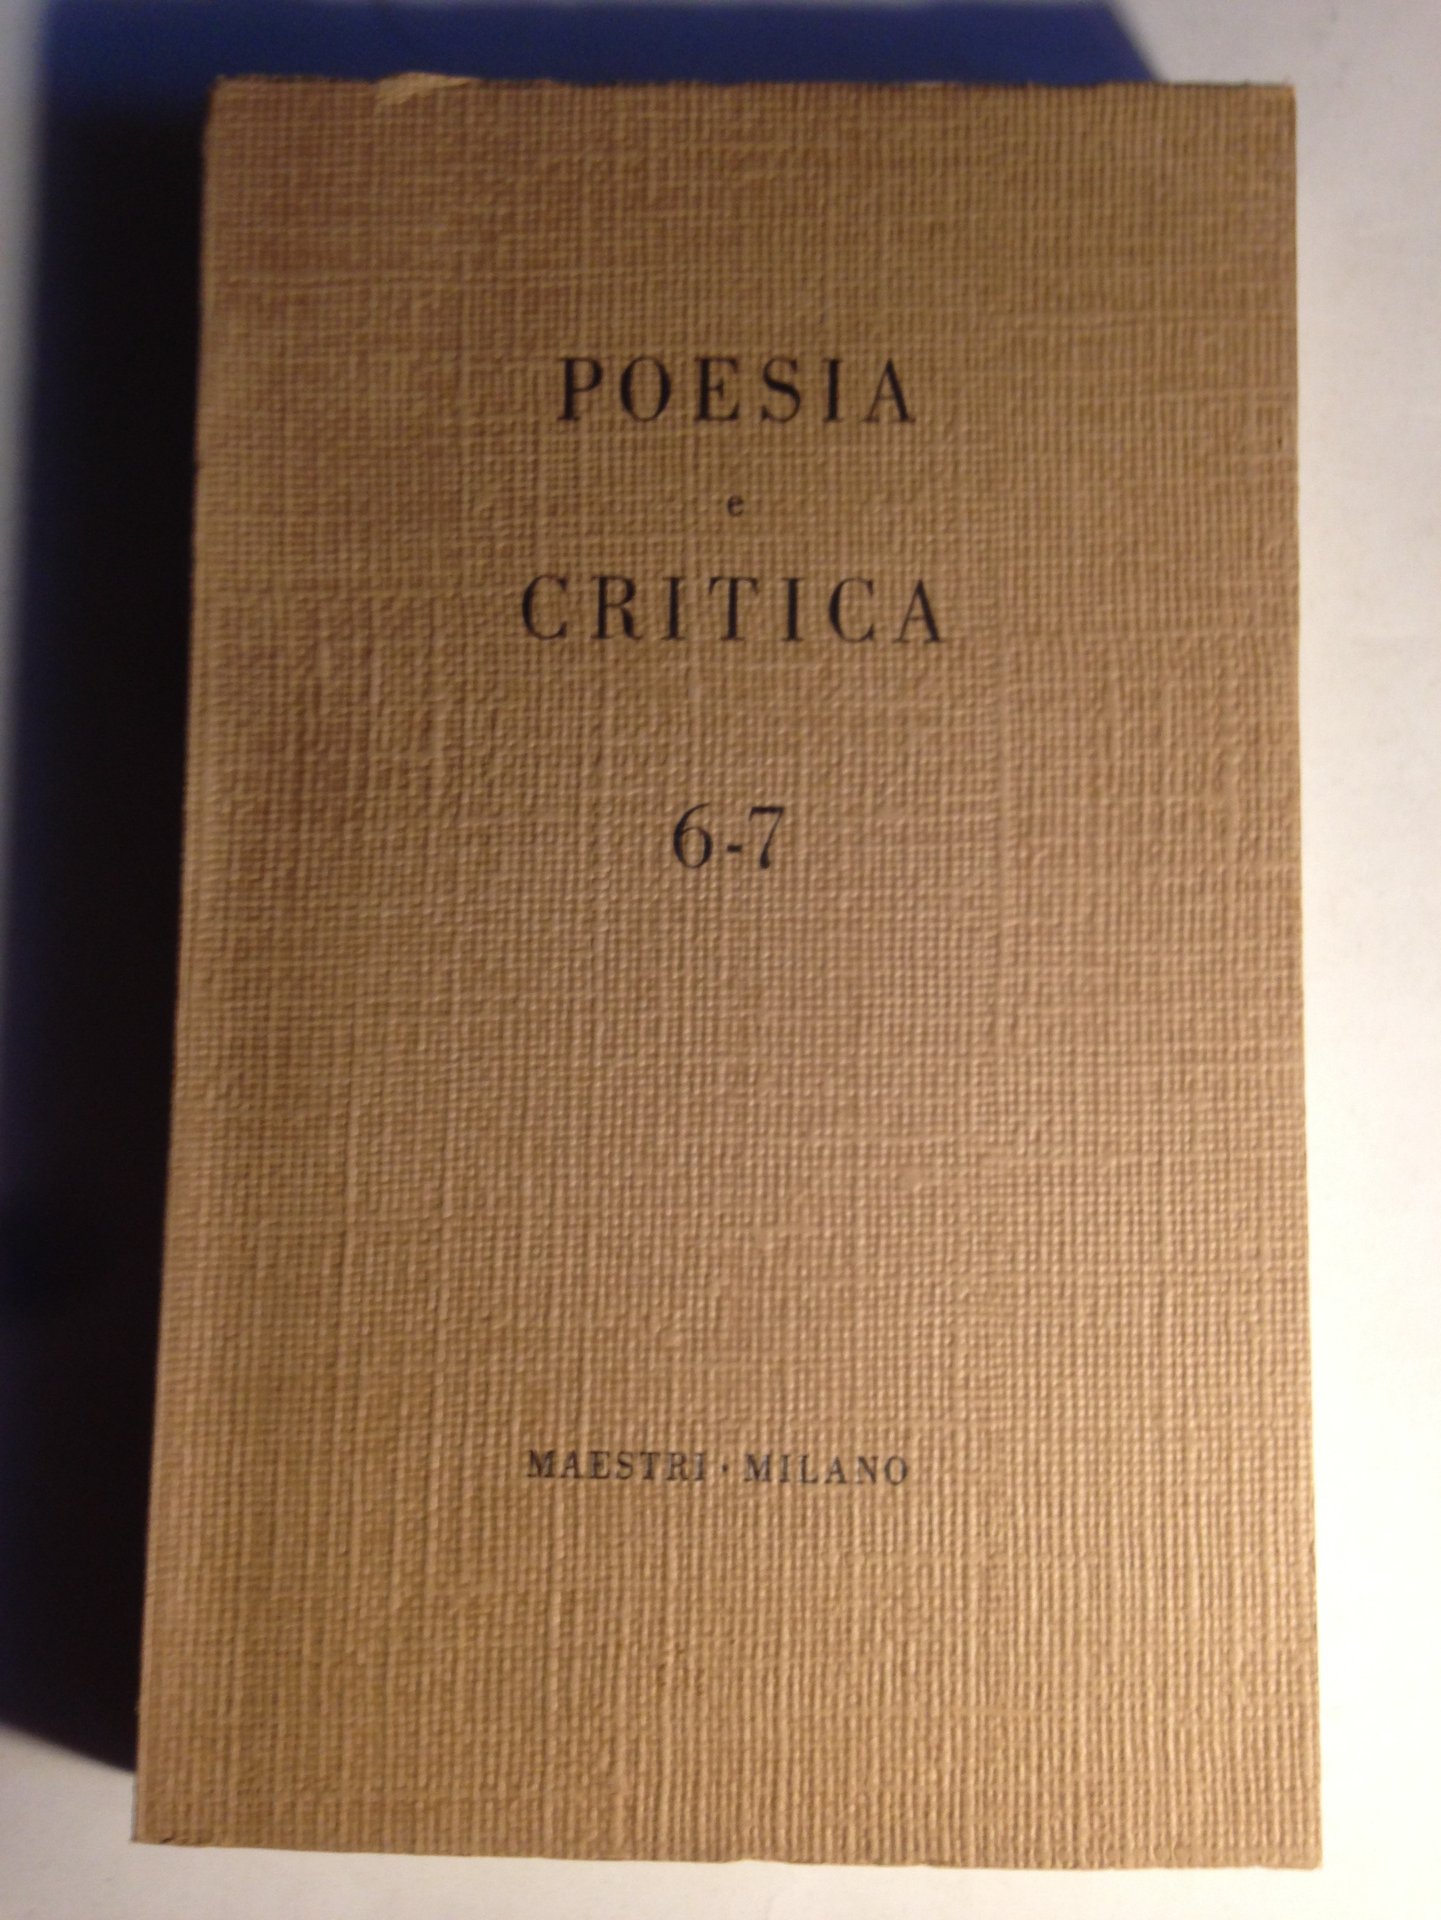 POESIA
e
CRITICA
6-7
MAESTRI · MILANO